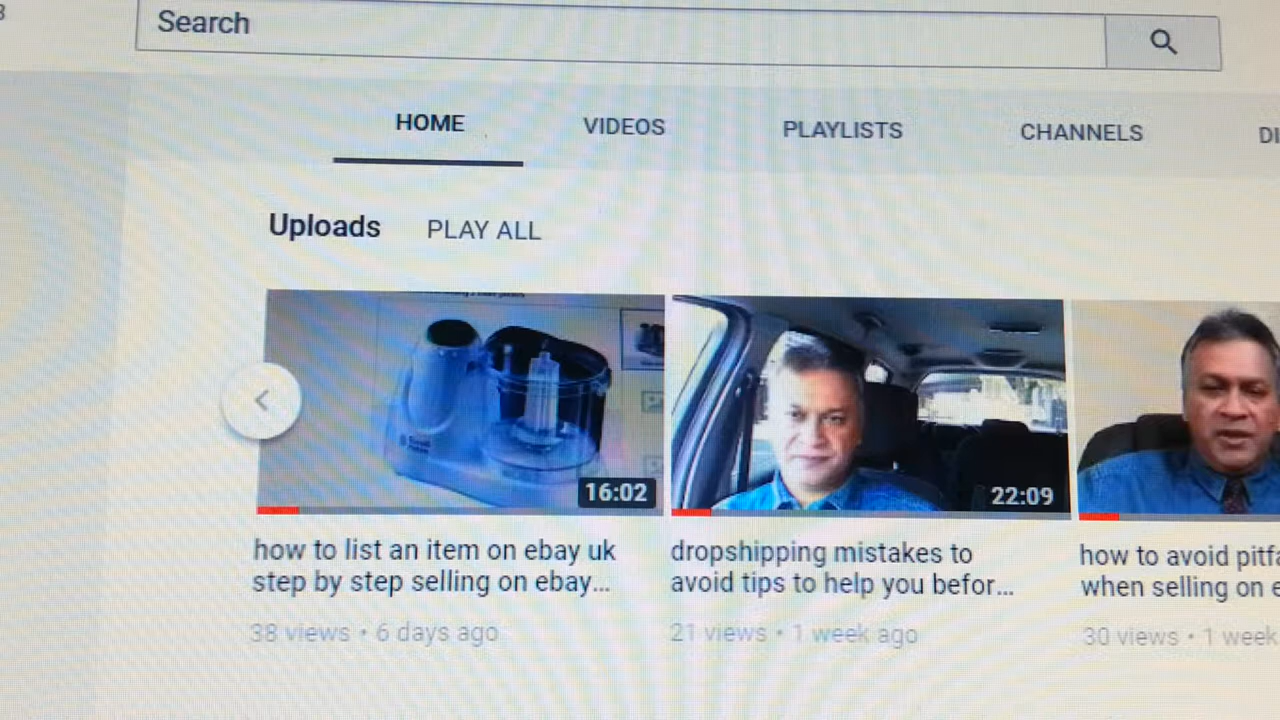 Search
HOME
VIDEOS
PLAYLISTS
CHANNELS
DI
Uploads
PLAY ALL
16:02
22:09
how to list an item on ebay uk
step by step selling on ebay...
38 views • 6 days ago
dropshipping mistakes to
avoid tips to help you befor...
21 views • 1 week ago
how to avoid pitfa
when selling on e
30 views • 1 week